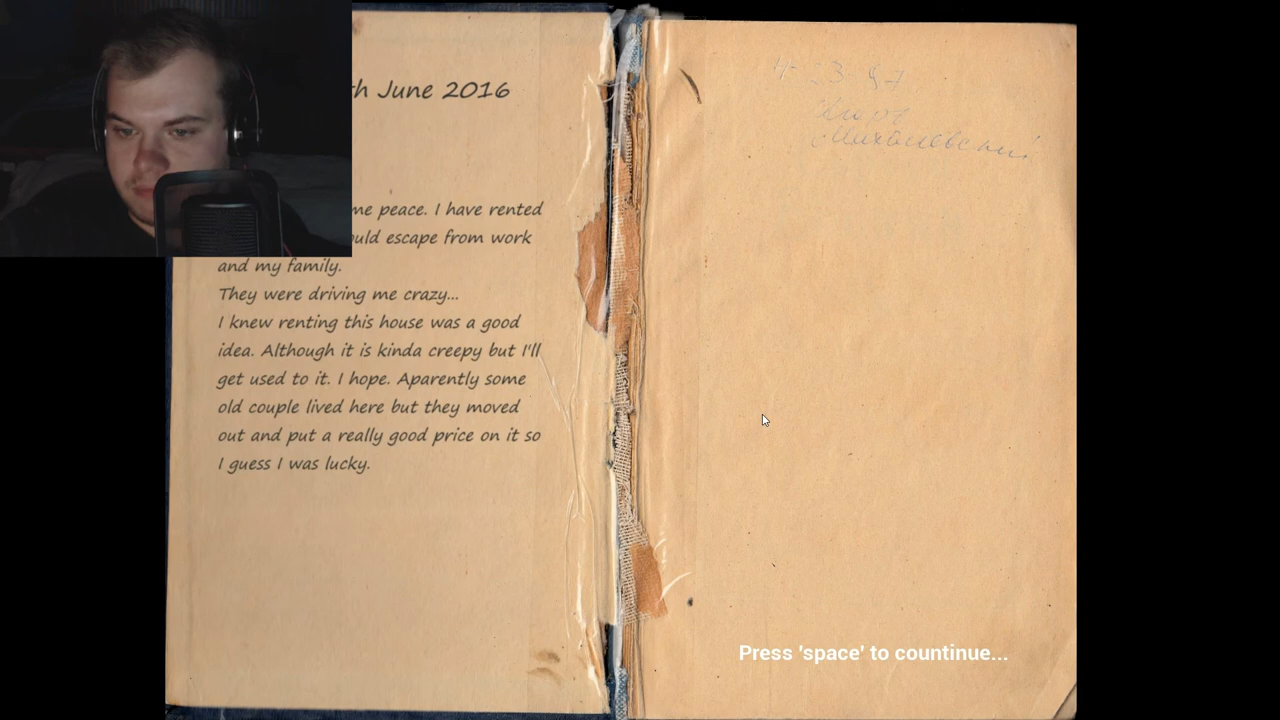 th June 2016
me peace. I have rented
ould escape from work
and my family.
They were driving me crazy...
I knew renting this house was a good
idea. Although it is kinda creepy but I'll
get used to it. I hope. Aparently some
old couple lived here but they moved
out and put a really good price on it so
I guess I was lucky.
Press 'space' to countinue...